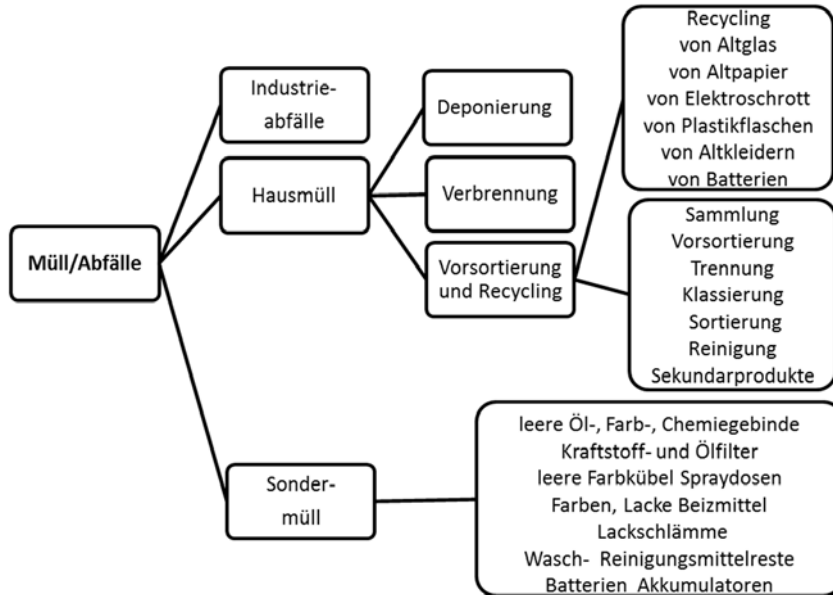 Müll/Abfälle
Industrie-
abfälle
Hausmüll
Sonder-
müll
Deponierung
Verbrennung
Vorsortierung
und Recycling
Recycling
von Altglas
von Altpapier
von Elektroschrott
von Plastikflaschen
von Altkleidern
von Batterien
Sammlung
Vorsortierung
Trennung
Klassierung
Sortierung
Reinigung
Sekundarprodukte
leere Öl-, Farb-, Chemiegebinde
Kraftstoff- und Ölfilter
leere Farbkübel Spraydosen
Farben, Lacke Beizmittel
Lackschlämme
Wasch- Reinigungsmittelreste
Batterien Akkumulatoren